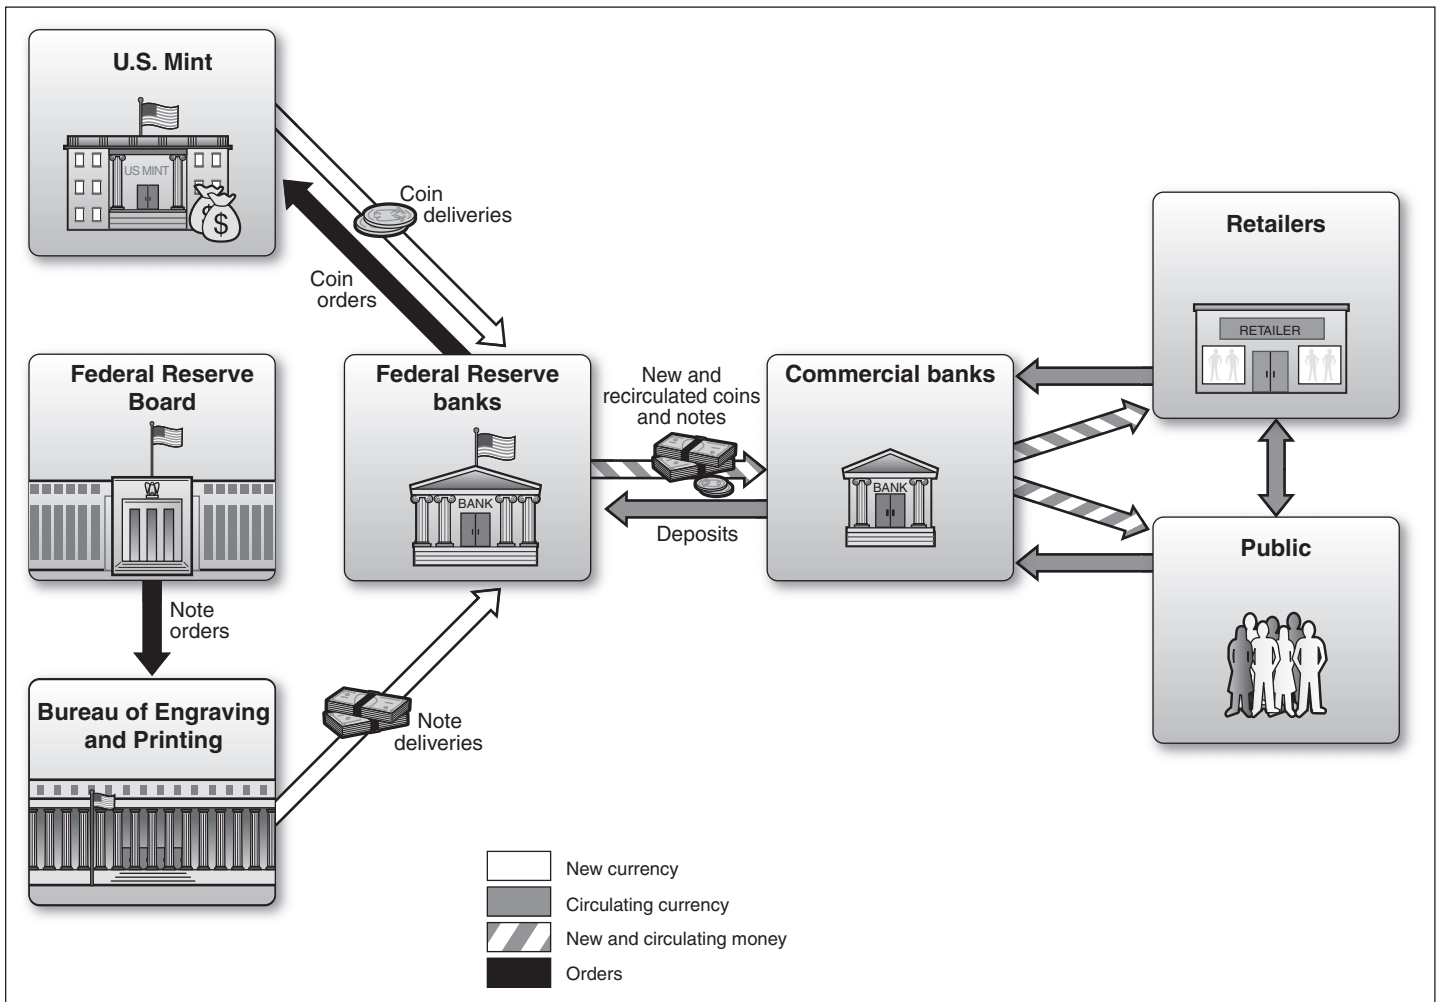 U.S. Mint
US MINT
$
Coin
deliveries
Coin
orders
Federal Reserve
Board
Note
orders
Bureau of Engraving
and Printing
Note
deliveries
Federal Reserve
banks
BANK
New and
recirculated coins
and notes
Deposits
Commercial banks
BANK
Retailers
RETAILER
Public
New currency
Circulating currency
New and circulating money
Orders